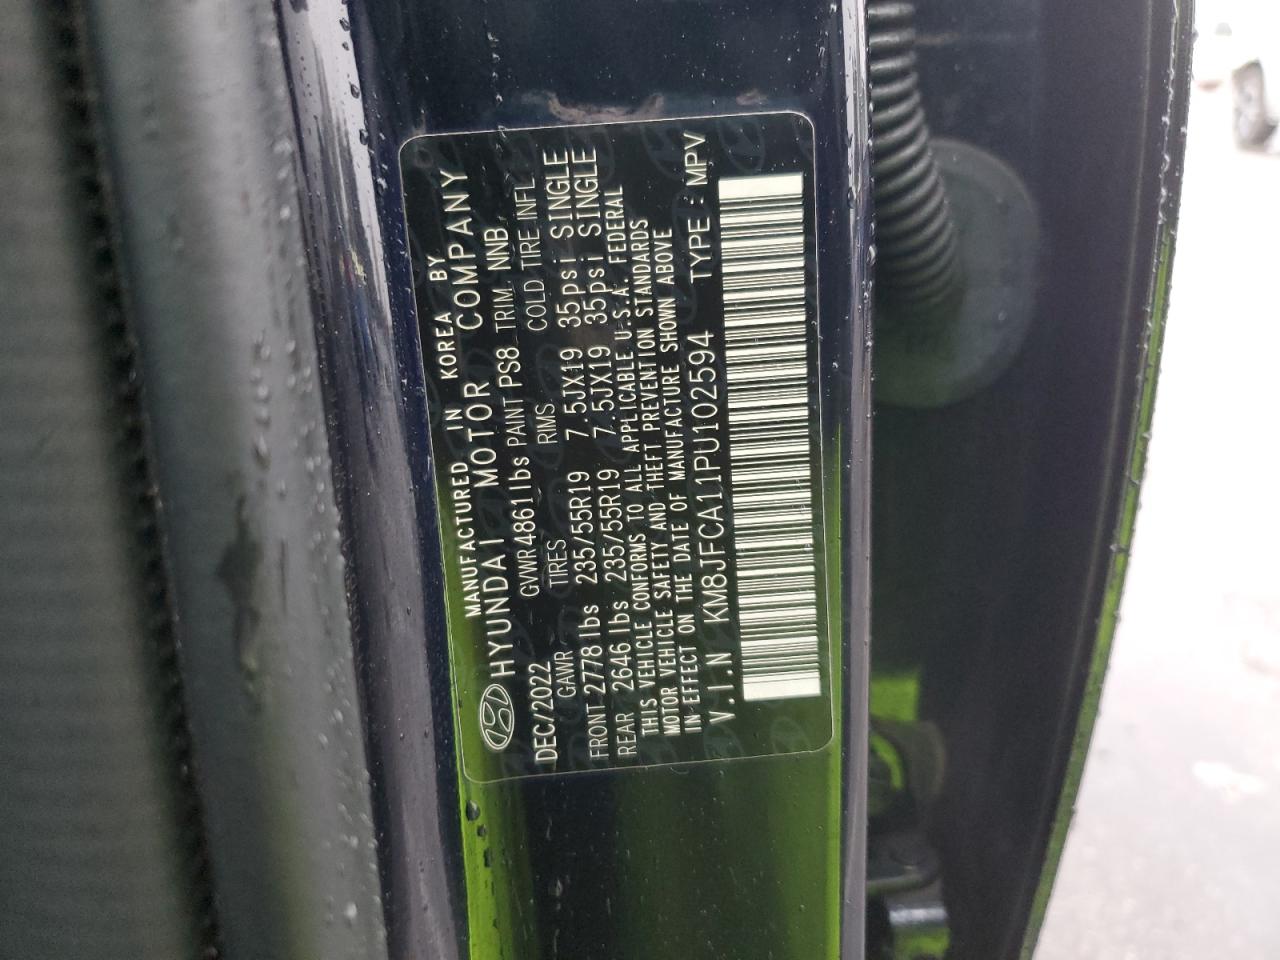 MANUFACTURED IN KOREA BY
HYUNDAI MOTOR COMPANY
DEC/2022 GVWR4861lbs PAINT PS8 TRIM NNB
GAWR TIRES RIMS COLD TIRE INFL
FRONT 2778lbs 235/55R19 7.5JX19 35psi SINGLE
REAR 2646lbs 235/55R19 7.5JX19 35psi SINGLE
THIS VEHICLE CONFORMS TO ALL APPLICABLE U.S.A. FEDERAL
MOTOR VEHICLE SAFETY AND THEFT PREVENTION STANDARDS
IN EFFECT ON THE DATE OF MANUFACTURE SHOWN ABOVE
V.I.N KM8JFCA11PU102594 TYPE : MPV